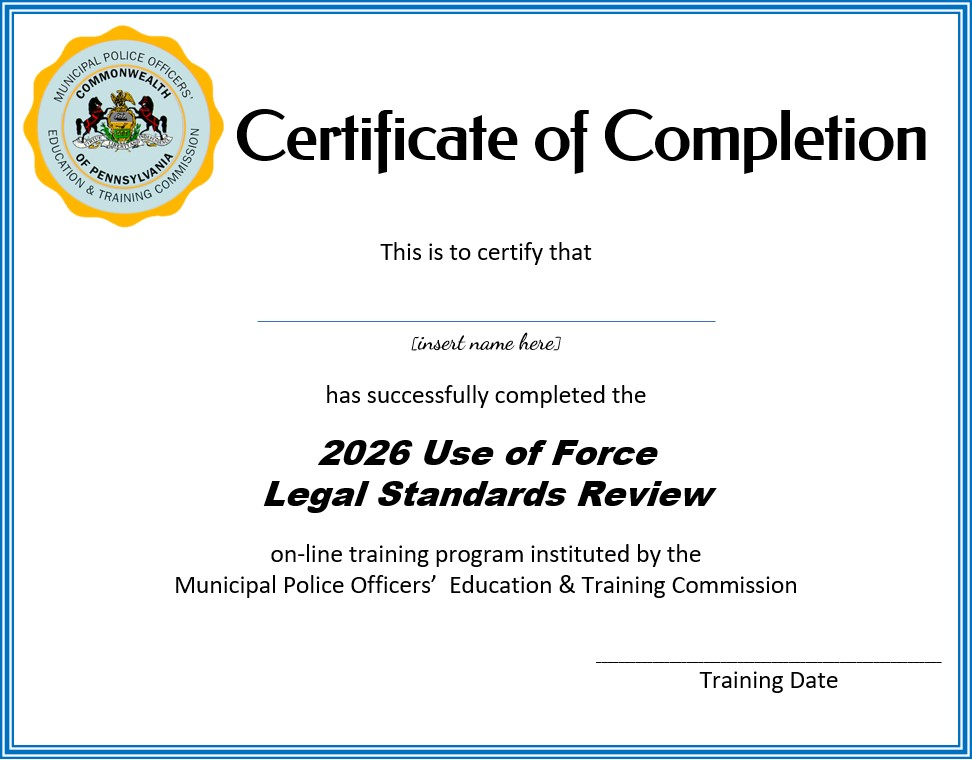 MUNICIPAL POLICE OFFICERS'
COMMONWEALTH
OF PENNSYLVANIA
EDUCATION & TRAINING COMMISSION
Certificate of Completion
This is to certify that
[insert name here]
has successfully completed the
2026 Use of Force
Legal Standards Review
on-line training program instituted by the
Municipal Police Officers’  Education & Training Commission
Training Date